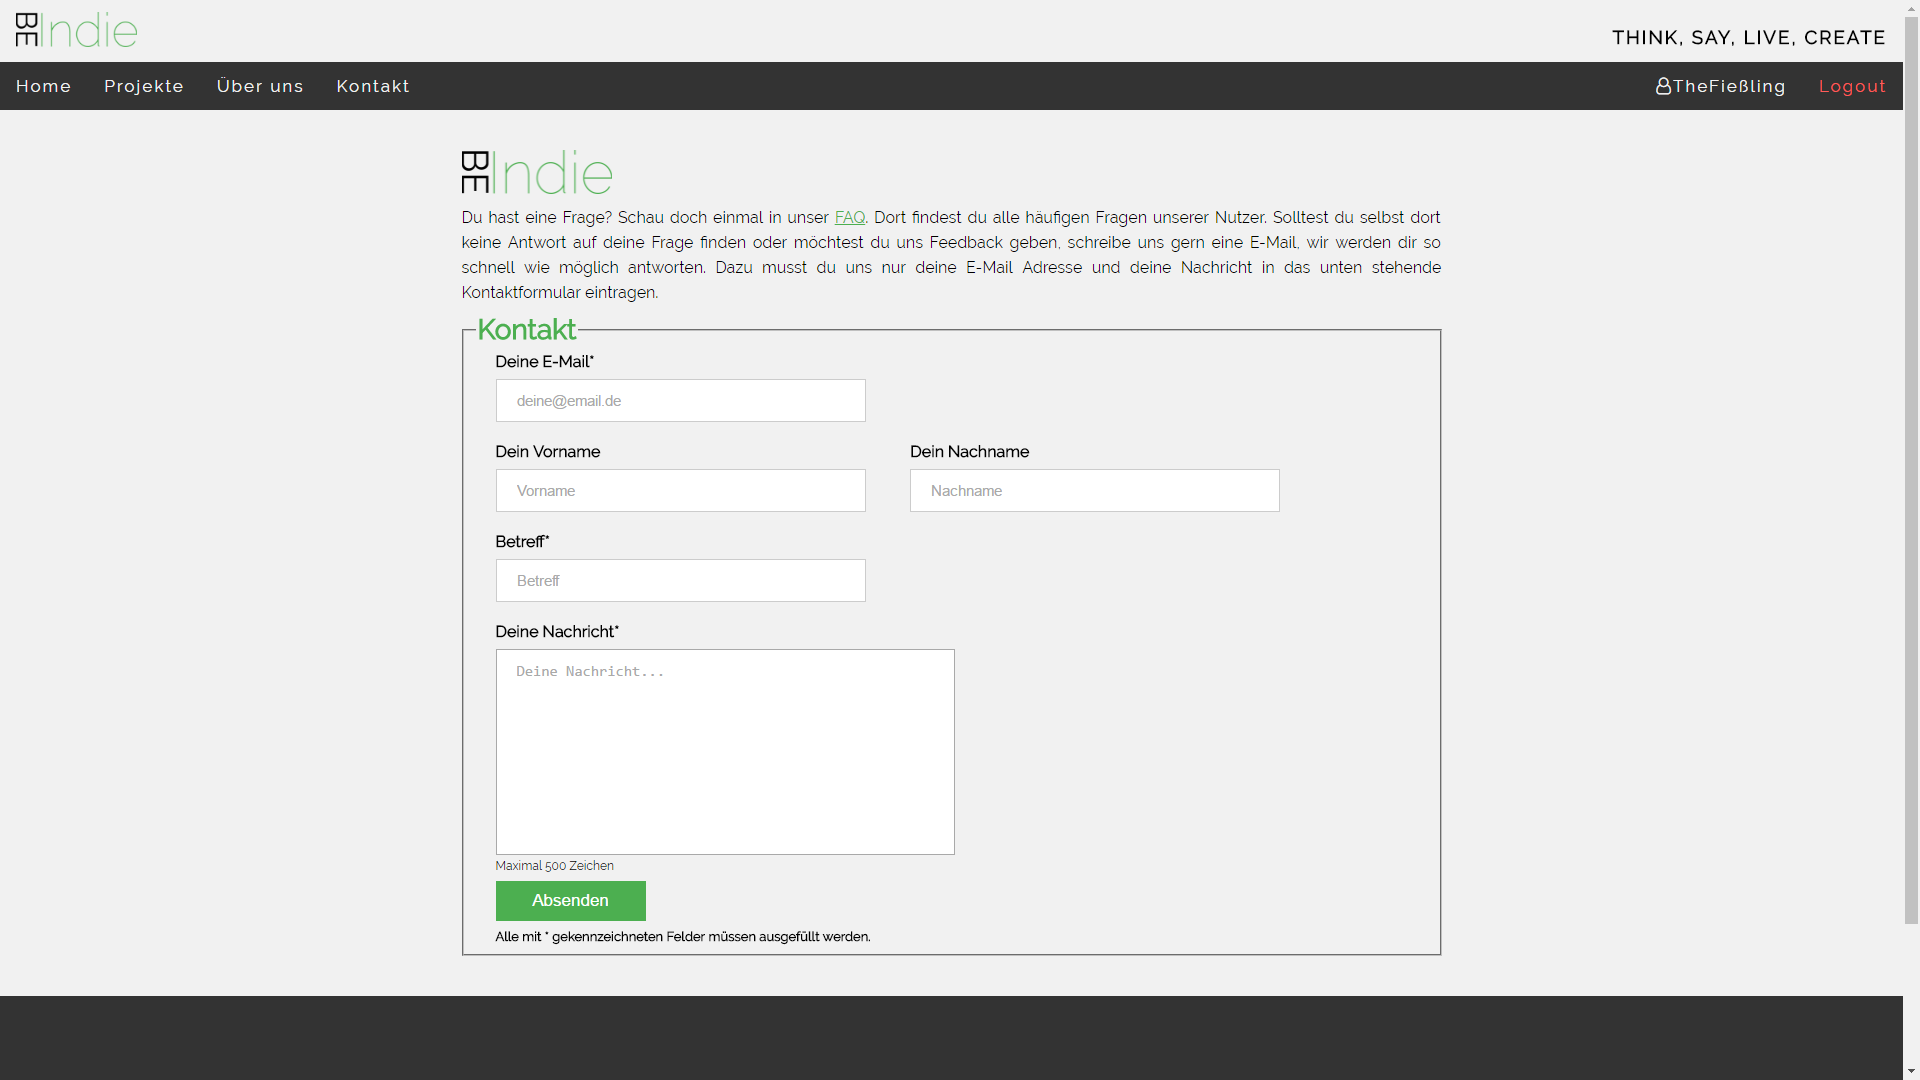 BE Indie
THINK, SAY, LIVE, CREATE
Home Projekte Über uns Kontakt TheFießling Logout
BE Indie
Du hast eine Frage? Schau doch einmal in unser FAQ. Dort findest du alle häufigen Fragen unserer Nutzer. Solltest du selbst dort
keine Antwort auf deine Frage finden oder möchtest du uns Feedback geben, schreibe uns gern eine E-Mail, wir werden dir so
schnell wie möglich antworten. Dazu musst du uns nur deine E-Mail Adresse und deine Nachricht in das unten stehende
Kontaktformular eintragen.
Kontakt
Deine E-Mail*
deine@email.de
Dein Vorname Dein Nachname
Vorname Nachname
Betreff*
Betreff
Deine Nachricht*
Deine Nachricht...
Maximal 500 Zeichen
Absenden
Alle mit * gekennzeichneten Felder müssen ausgefüllt werden.